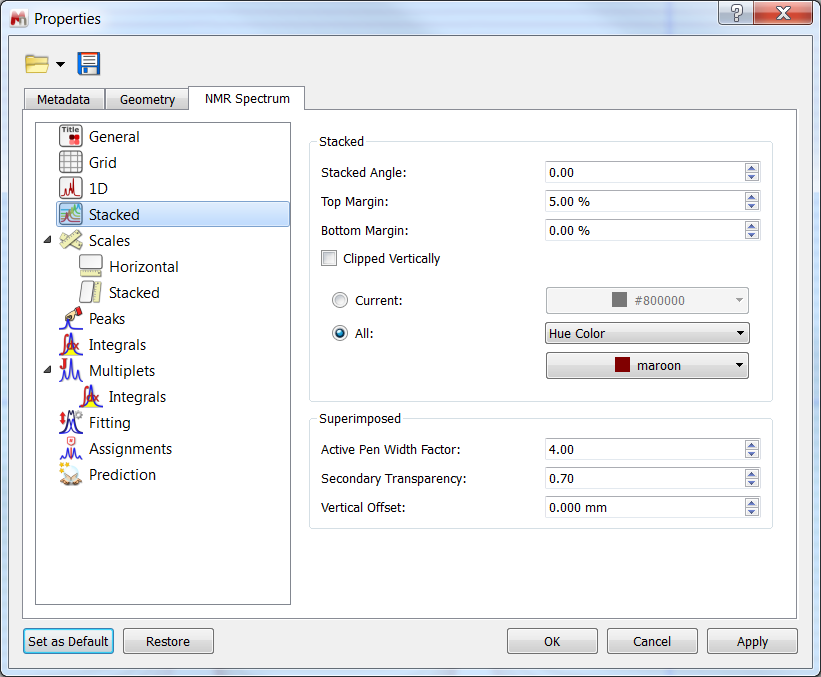 Properties
Metadata
Geometry
NMR Spectrum
Title
General
Grid
1D
Stacked
Scales
Horizontal
Stacked
Peaks
Integrals
Multiplets
Integrals
Fitting
Assignments
Prediction
Stacked
Stacked Angle: 0.00
Top Margin: 5.00 %
Bottom Margin: 0.00 %
Clipped Vertically
Current: #800000
All: Hue Color
maroon
Superimposed
Active Pen Width Factor: 4.00
Secondary Transparency: 0.70
Vertical Offset: 0.000 mm
Set as Default Restore OK Cancel Apply